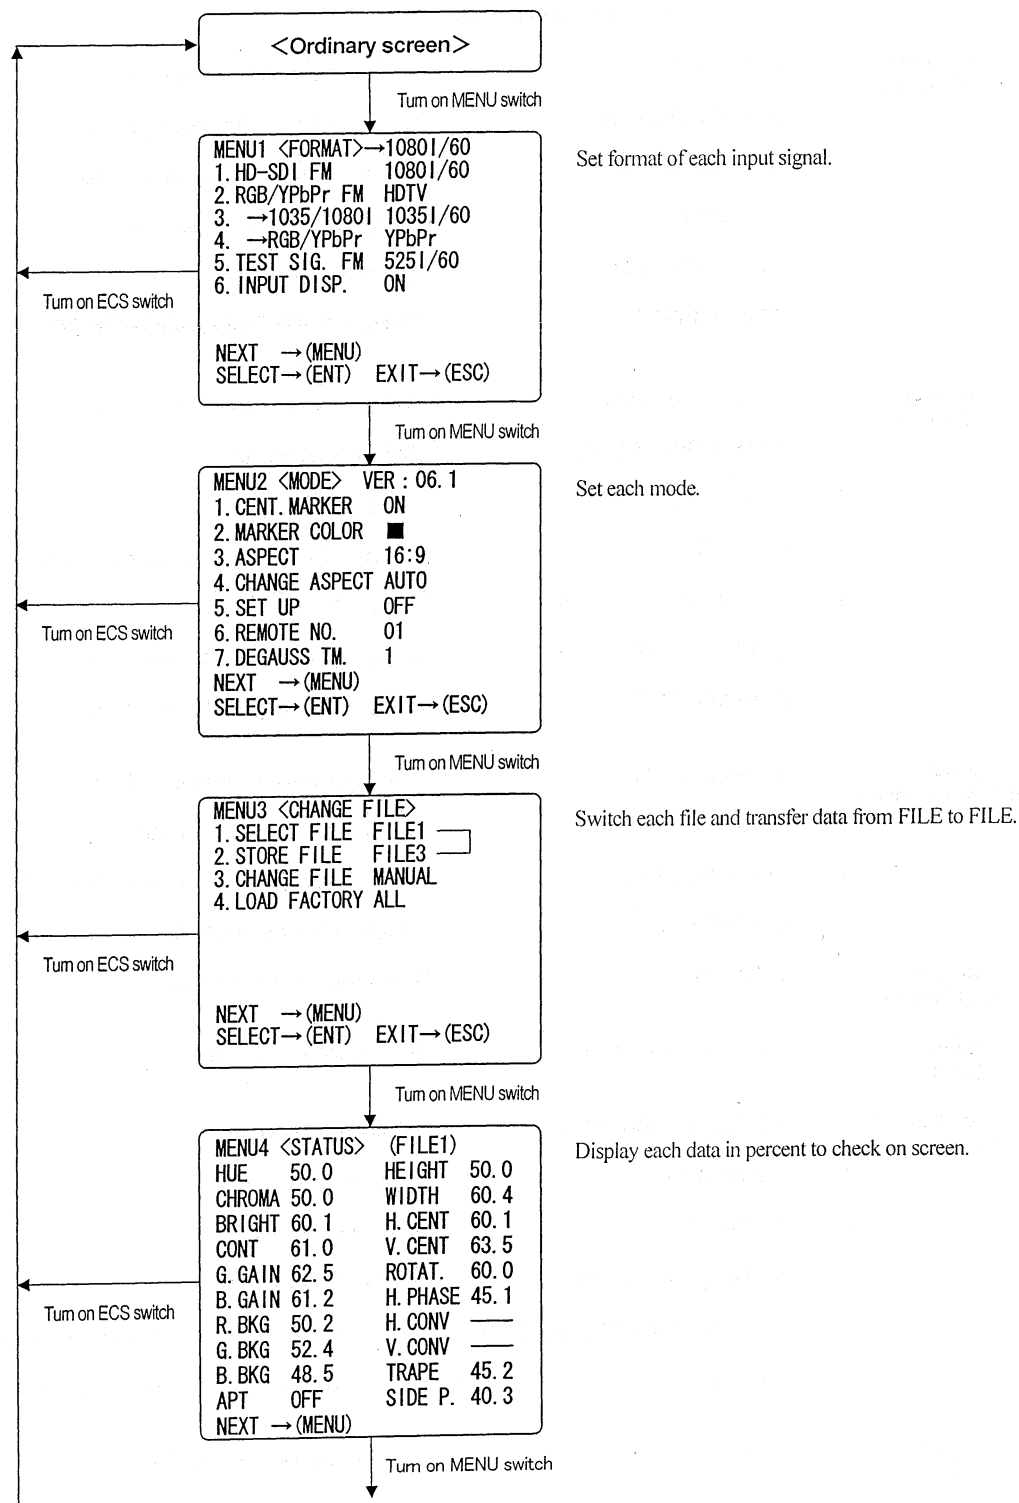 <Ordinary screen>
Turn on MENU switch
MENU1 <FORMAT>→1080I/60
1. HD-SDI FM 1080I/60
2. RGB/YPbPr FM HDTV
3. →1035/1080I 1035I/60
4. →RGB/YPbPr YPbPr
5. TEST SIG. FM 525I/60
6. INPUT DISP. ON
NEXT →(MENU)
SELECT→(ENT) EXIT→(ESC)
Set format of each input signal.
Turn on ECS switch
Turn on MENU switch
MENU2 <MODE> VER : 06.1
1. CENT. MARKER ON
2. MARKER COLOR ■
3. ASPECT 16:9
4. CHANGE ASPECT AUTO
5. SET UP OFF
6. REMOTE NO. 01
7. DEGAUSS TM. 1
NEXT →(MENU)
SELECT→(ENT) EXIT→(ESC)
Set each mode.
Turn on ECS switch
Turn on MENU switch
MENU3 <CHANGE FILE>
1. SELECT FILE FILE1
2. STORE FILE FILE3
3. CHANGE FILE MANUAL
4. LOAD FACTORY ALL
NEXT →(MENU)
SELECT→(ENT) EXIT→(ESC)
Switch each file and transfer data from FILE to FILE.
Turn on ECS switch
Turn on MENU switch
MENU4 <STATUS> (FILE1)
HUE 50.0 HEIGHT 50.0
CHROMA 50.0 WIDTH 60.4
BRIGHT 60.1 H. CENT 60.1
CONT 61.0 V. CENT 63.5
G. GAIN 62.5 ROTAT. 60.0
B. GAIN 61.2 H. PHASE 45.1
R. BKG 50.2 H. CONV ——
G. BKG 52.4 V. CONV ——
B. BKG 48.5 TRAPE 45.2
APT OFF SIDE P. 40.3
NEXT →(MENU)
Display each data in percent to check on screen.
Turn on ECS switch
Turn on MENU switch